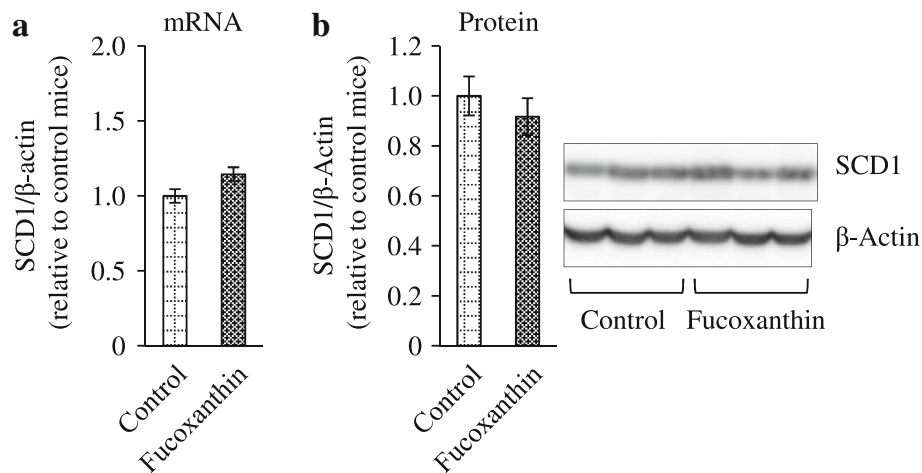 a
mRNA
SCD1/β-actin
(relative to control mice)
2.0
1.5
1.0
0.5
0
Control
Fucoxanthin
b
Protein
SCD1/β-Actin
(relative to control mice)
1.2
1.0
0.8
0.6
0.4
0.2
0
Control
Fucoxanthin
SCD1
β-Actin
Control
Fucoxanthin